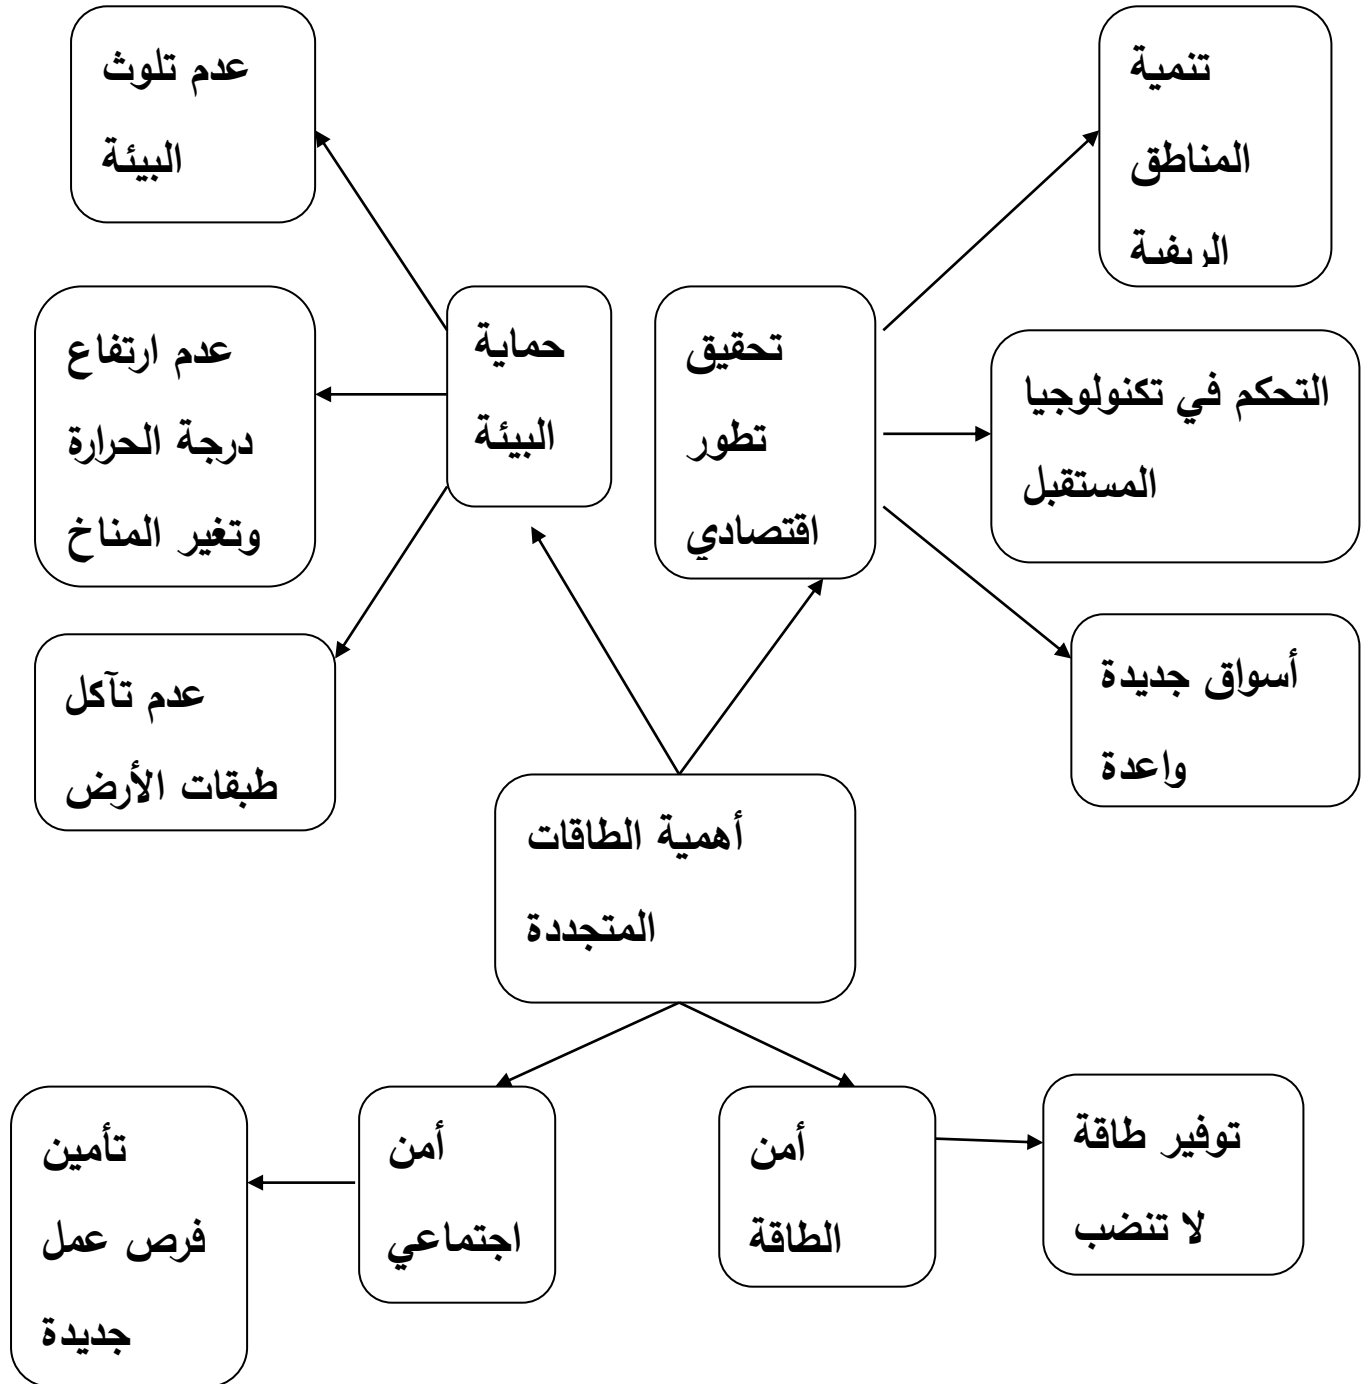 تنمية
المناطق
الريفية
عدم تلوث
البيئة
تحقيق
تطور
اقتصادي
حماية
البيئة
التحكم في تكنولوجيا
المستقبل
عدم ارتفاع
درجة الحرارة
وتغير المناخ
أسواق جديدة
واعدة
عدم تآكل
طبقات الأرض
أهمية الطاقات
المتجددة
توفير طاقة
لا تنضب
أمن
الطاقة
أمن
اجتماعي
تأمين
فرص عمل
جديدة